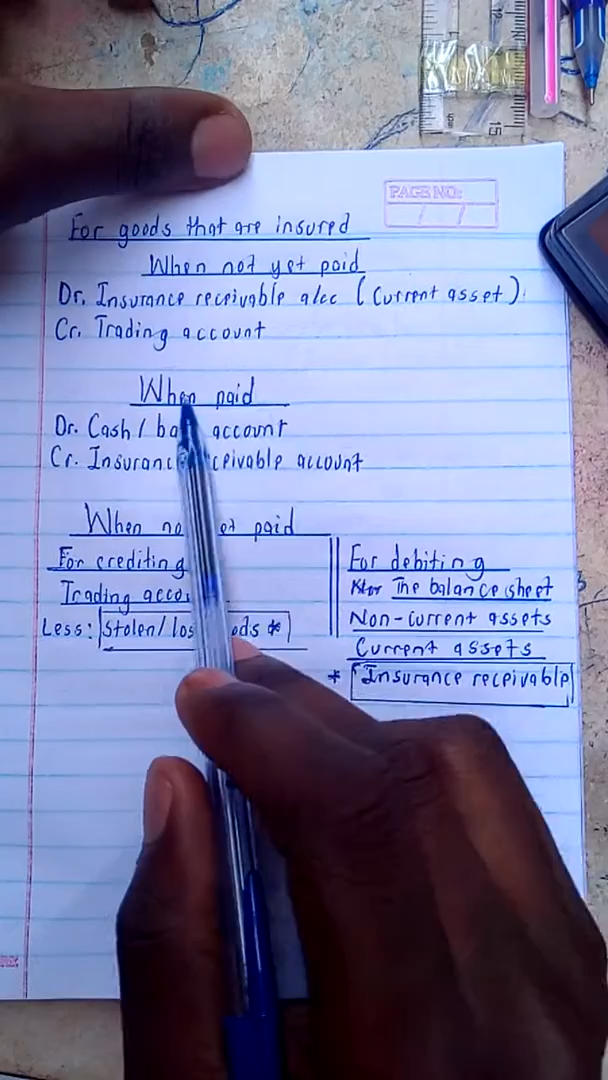 PAGE NO:
For goods that are insured
When not yet paid
Dr. Insurance receivable a/cc (Current asset).
Cr. Trading account
When paid
Dr. Cash / ba account
Cr. Insuranc ceivable account
When no et paid
For crediting
Trading acco
Less: Stolen/los ods *
For debiting
The balance sheet
Non-current assets
Current assets
* Insurance receivable